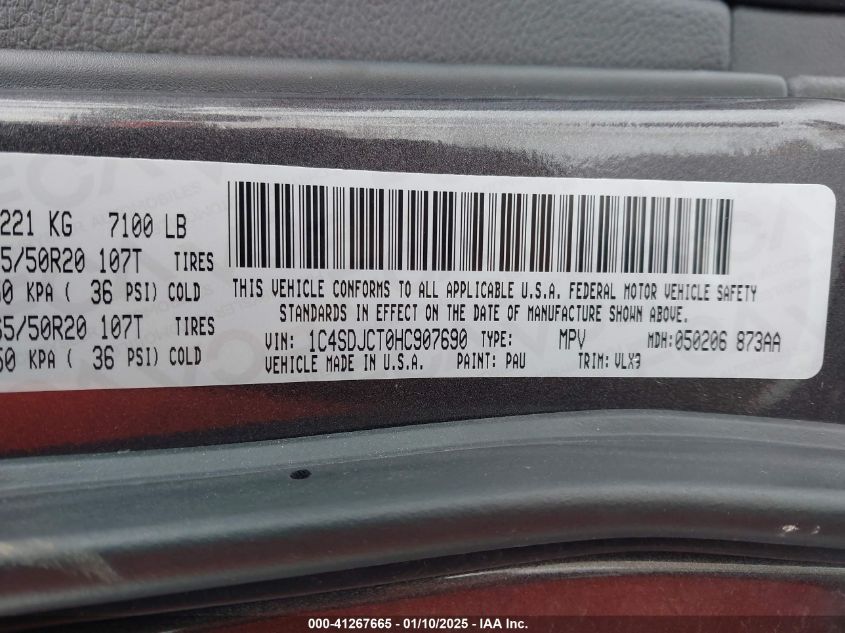 221 KG 7100 LB
5/50R20 107T TIRES
0 KPA ( 36 PSI) COLD
65/50R20 107T TIRES
60 KPA ( 36 PSI) COLD
THIS VEHICLE CONFORMS TO ALL APPLICABLE U.S.A. FEDERAL MOTOR VEHICLE SAFETY
STANDARDS IN EFFECT ON THE DATE OF MANUFACTURE SHOWN ABOVE.
VIN: 1C4SDJCT0HC907690 TYPE: MPV MDH:050206 873AA
VEHICLE MADE IN U.S.A. PAINT: PAU TRIM: VLX9
000-41267665 / 01/10/2025 - IAA Inc.